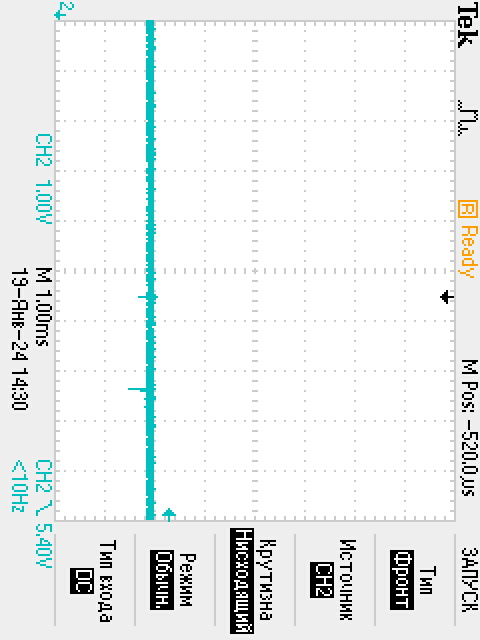 Tek
R Ready
M Pos: -520.0µs
ЗАПУСК
Тип
Фронт
Источник
CH2
Крутизна
Нисходящий
Режим
Обычн.
Тип входа
DC
2
CH2 1.00V
M 1.00ms
CH2 \ 5.40V
19-Янв-24 14:30
<10Hz